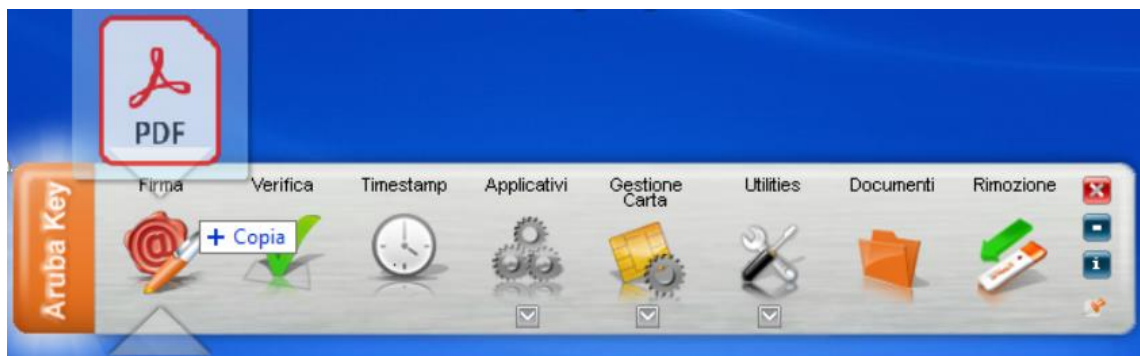 PDF
Aruba Key
Firma
Verifica
Timestamp
Applicativi
Gestione
Carta
Utilities
Documenti
Rimozione
+ Copia